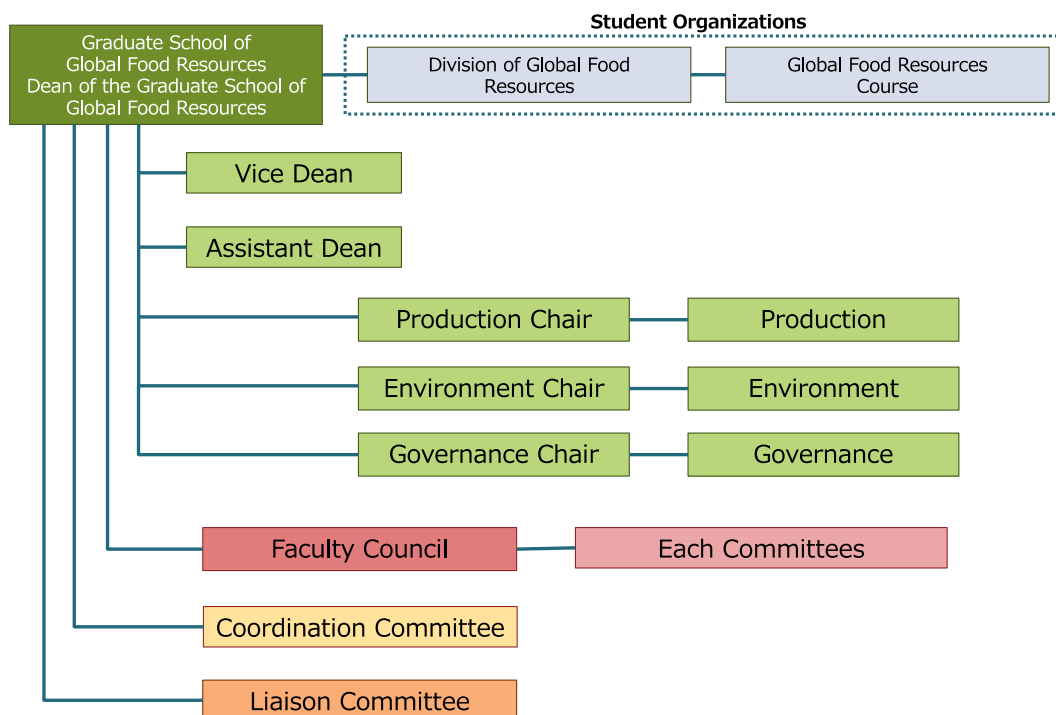 Student Organizations
Graduate School of
Global Food Resources
Dean of the Graduate School of
Global Food Resources
Division of Global Food
Resources
Global Food Resources
Course
Vice Dean
Assistant Dean
Production Chair
Production
Environment Chair
Environment
Governance Chair
Governance
Faculty Council
Each Committees
Coordination Committee
Liaison Committee